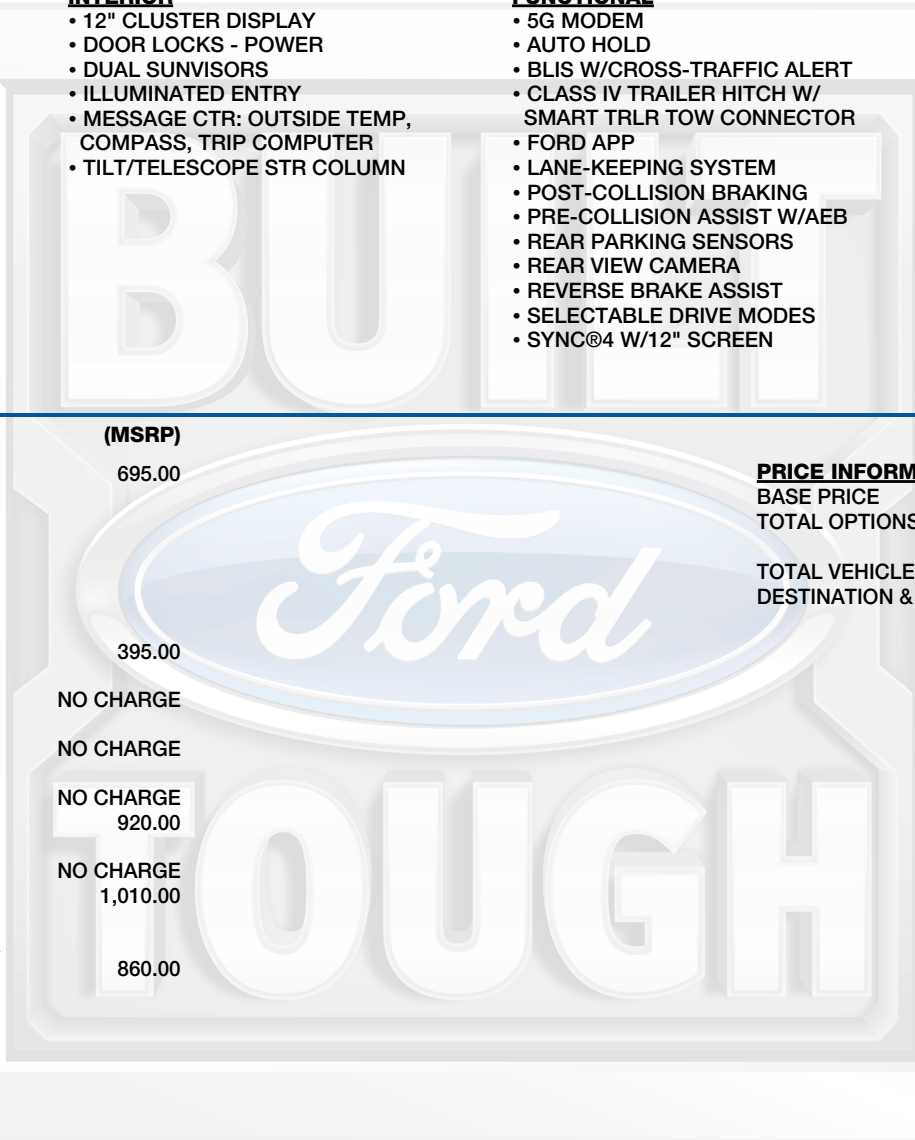 INTERIOR
• 12" CLUSTER DISPLAY
• DOOR LOCKS - POWER
• DUAL SUNVISORS
• ILLUMINATED ENTRY
• MESSAGE CTR: OUTSIDE TEMP,
COMPASS, TRIP COMPUTER
• TILT/TELESCOPE STR COLUMN
FUNCTIONAL
• 5G MODEM
• AUTO HOLD
• BLIS W/CROSS-TRAFFIC ALERT
• CLASS IV TRAILER HITCH W/
SMART TRLR TOW CONNECTOR
• FORD APP
• LANE-KEEPING SYSTEM
• POST-COLLISION BRAKING
• PRE-COLLISION ASSIST W/AEB
• REAR PARKING SENSORS
• REAR VIEW CAMERA
• REVERSE BRAKE ASSIST
• SELECTABLE DRIVE MODES
• SYNC®4 W/12" SCREEN
BUILT
(MSRP)
695.00
395.00
NO CHARGE
NO CHARGE
NO CHARGE
920.00
NO CHARGE
1,010.00
860.00
Ford
TOUGH
PRICE INFORM
BASE PRICE
TOTAL OPTIONS
TOTAL VEHICLE
DESTINATION &